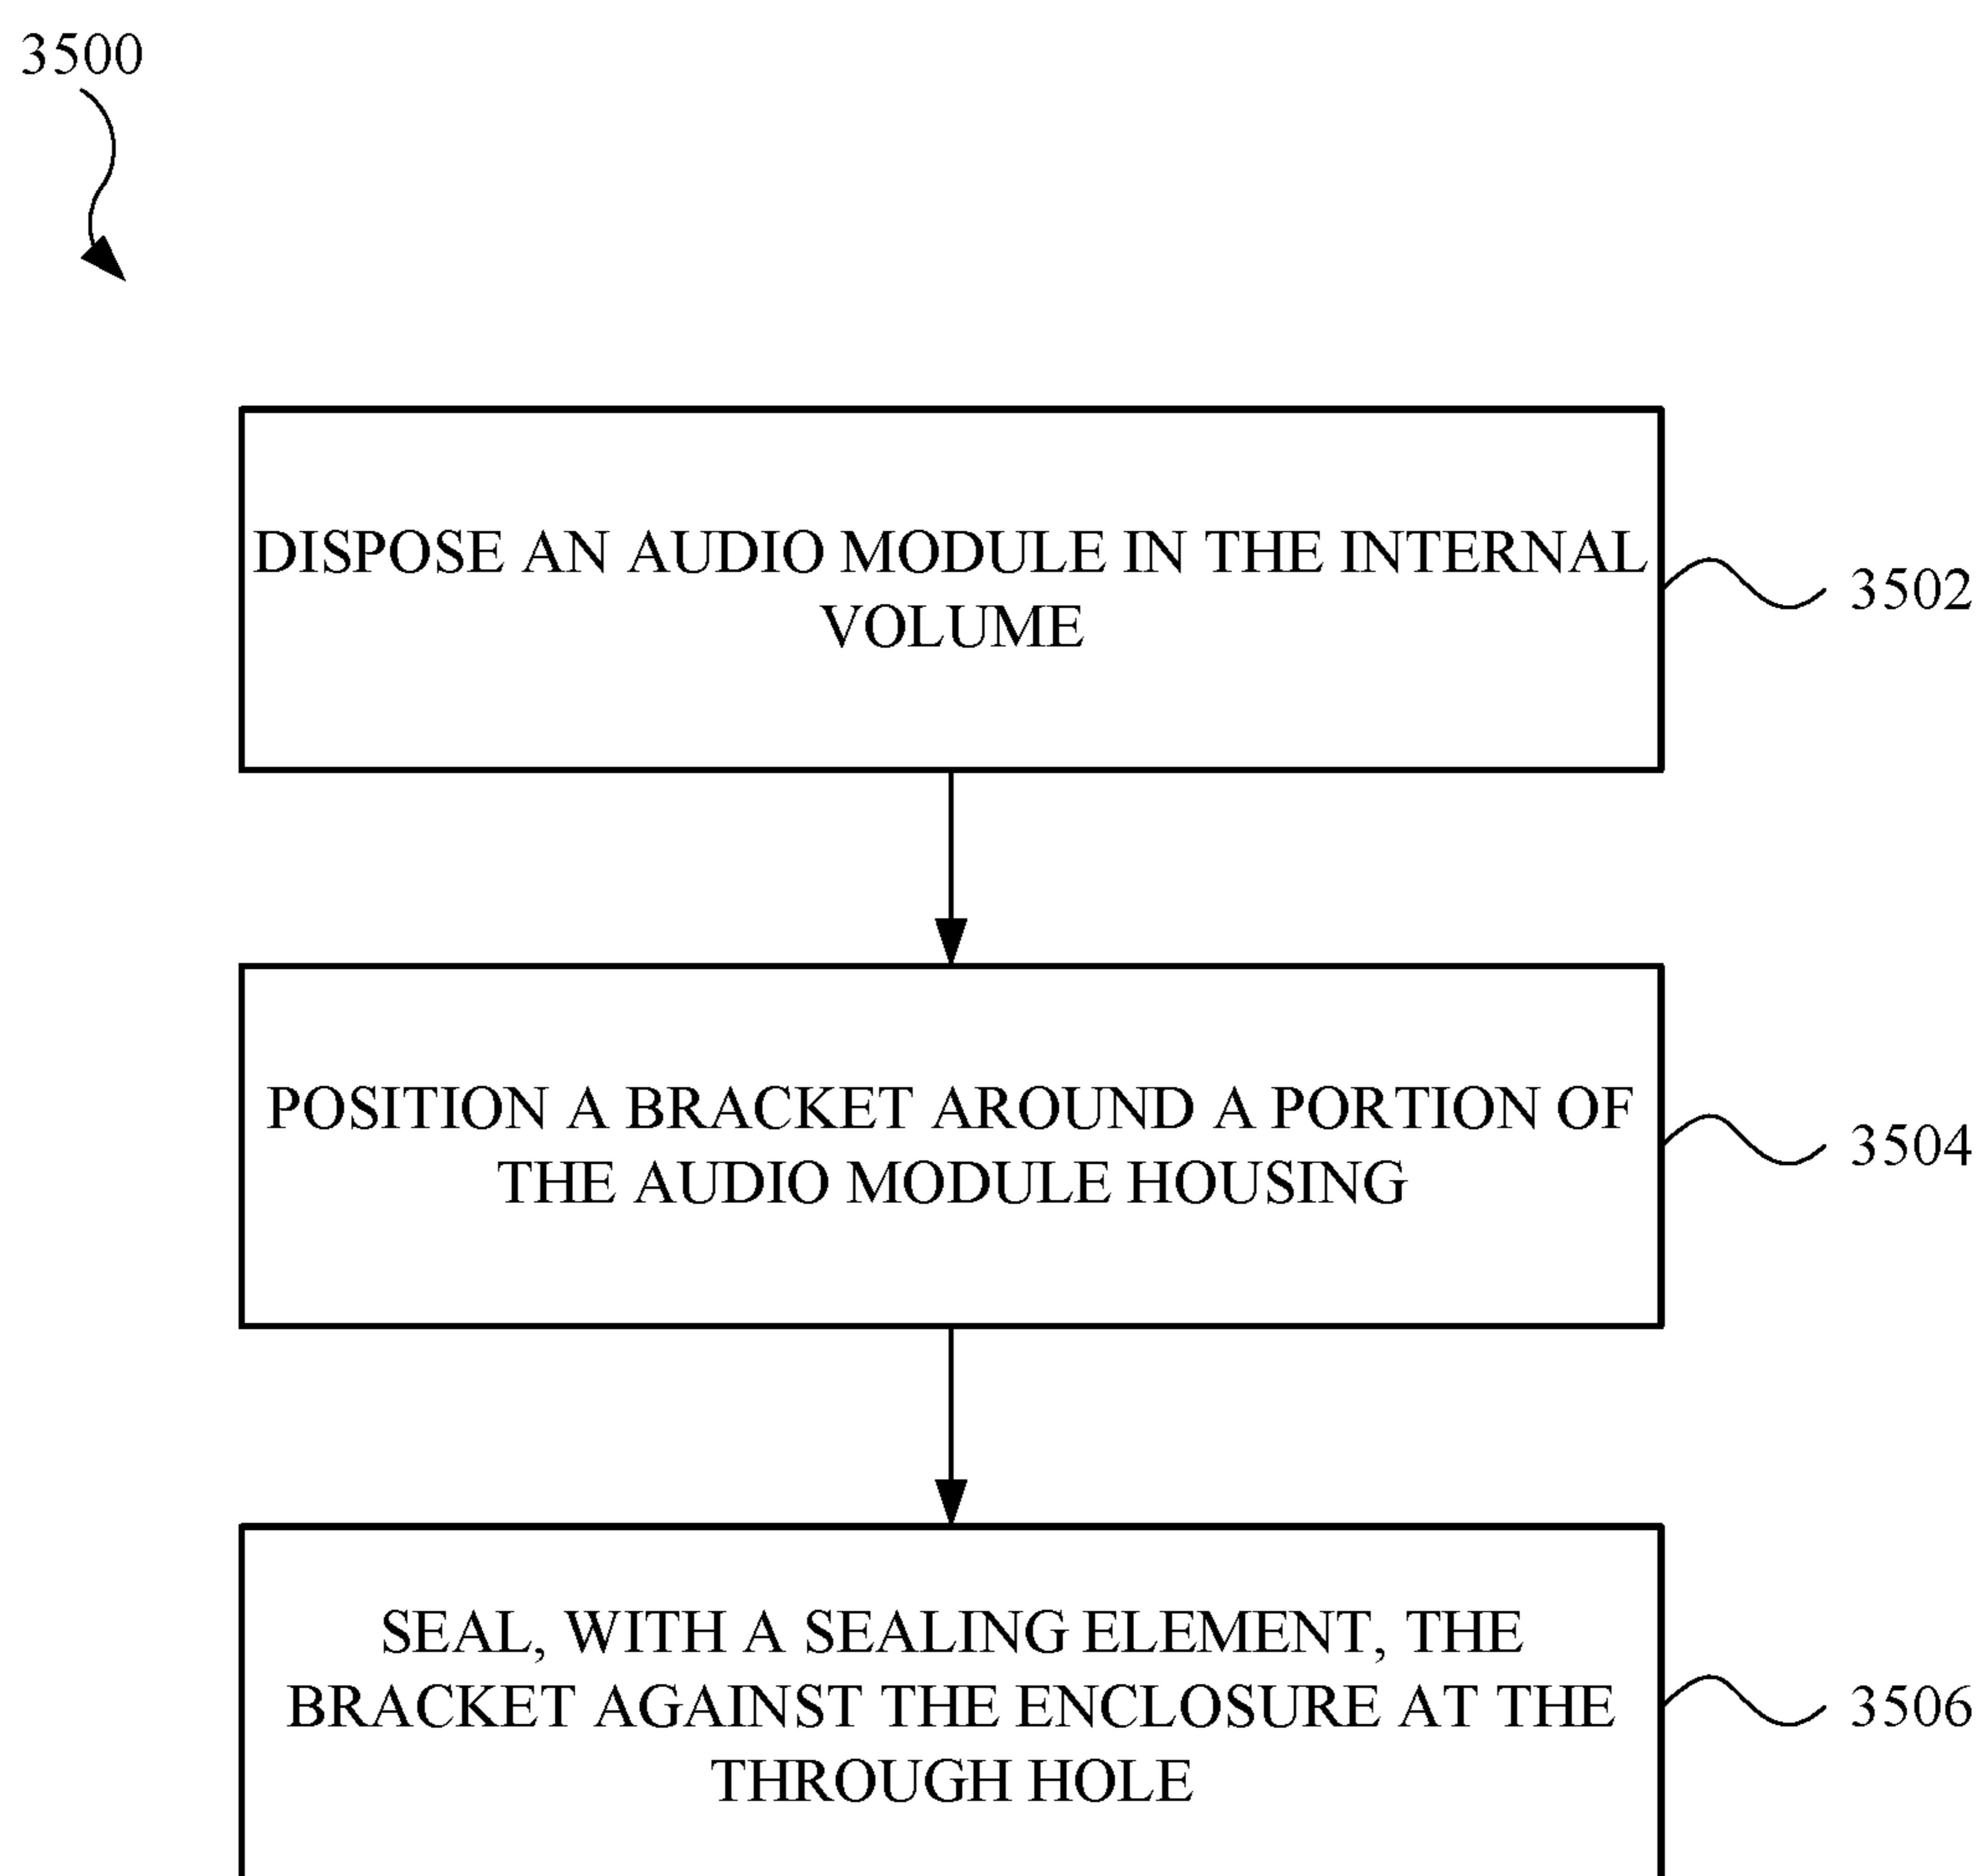 3500
DISPOSE AN AUDIO MODULE IN THE INTERNAL
VOLUME
3502
POSITION A BRACKET AROUND A PORTION OF
THE AUDIO MODULE HOUSING
3504
SEAL, WITH A SEALING ELEMENT, THE
BRACKET AGAINST THE ENCLOSURE AT THE
THROUGH HOLE
3506